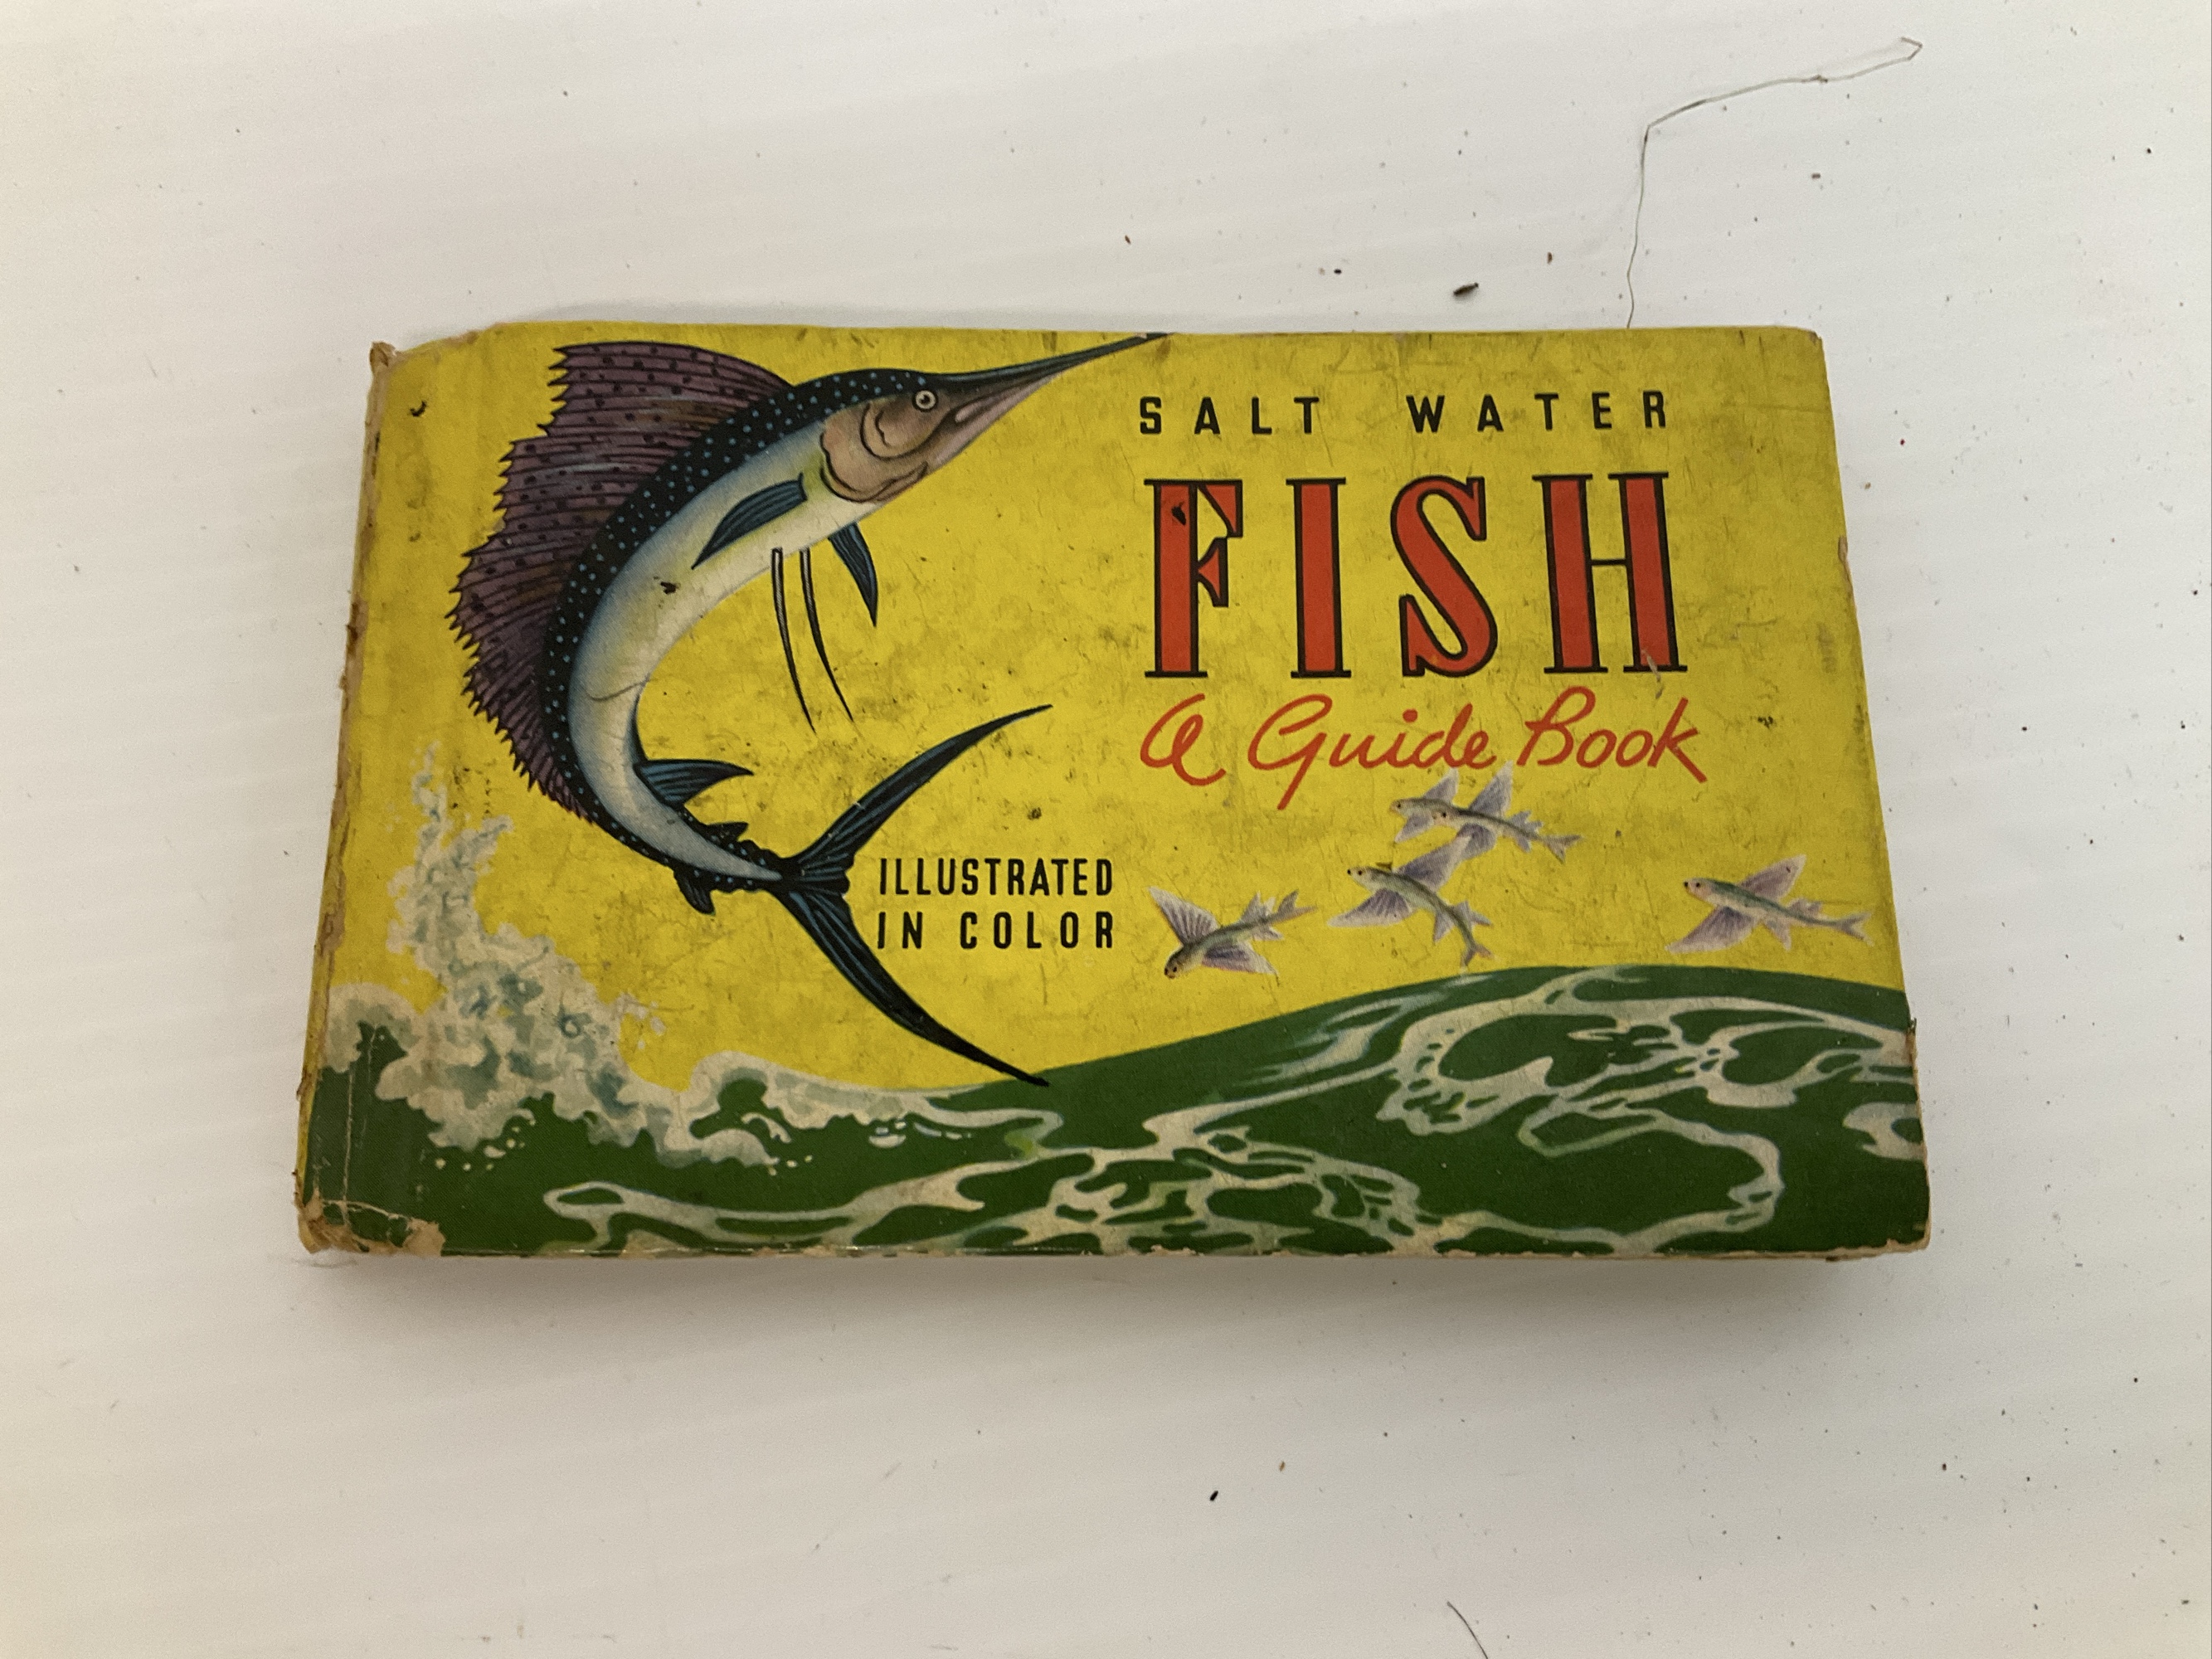 SALT WATER
FISH
A Guide Book
ILLUSTRATED
IN COLOR